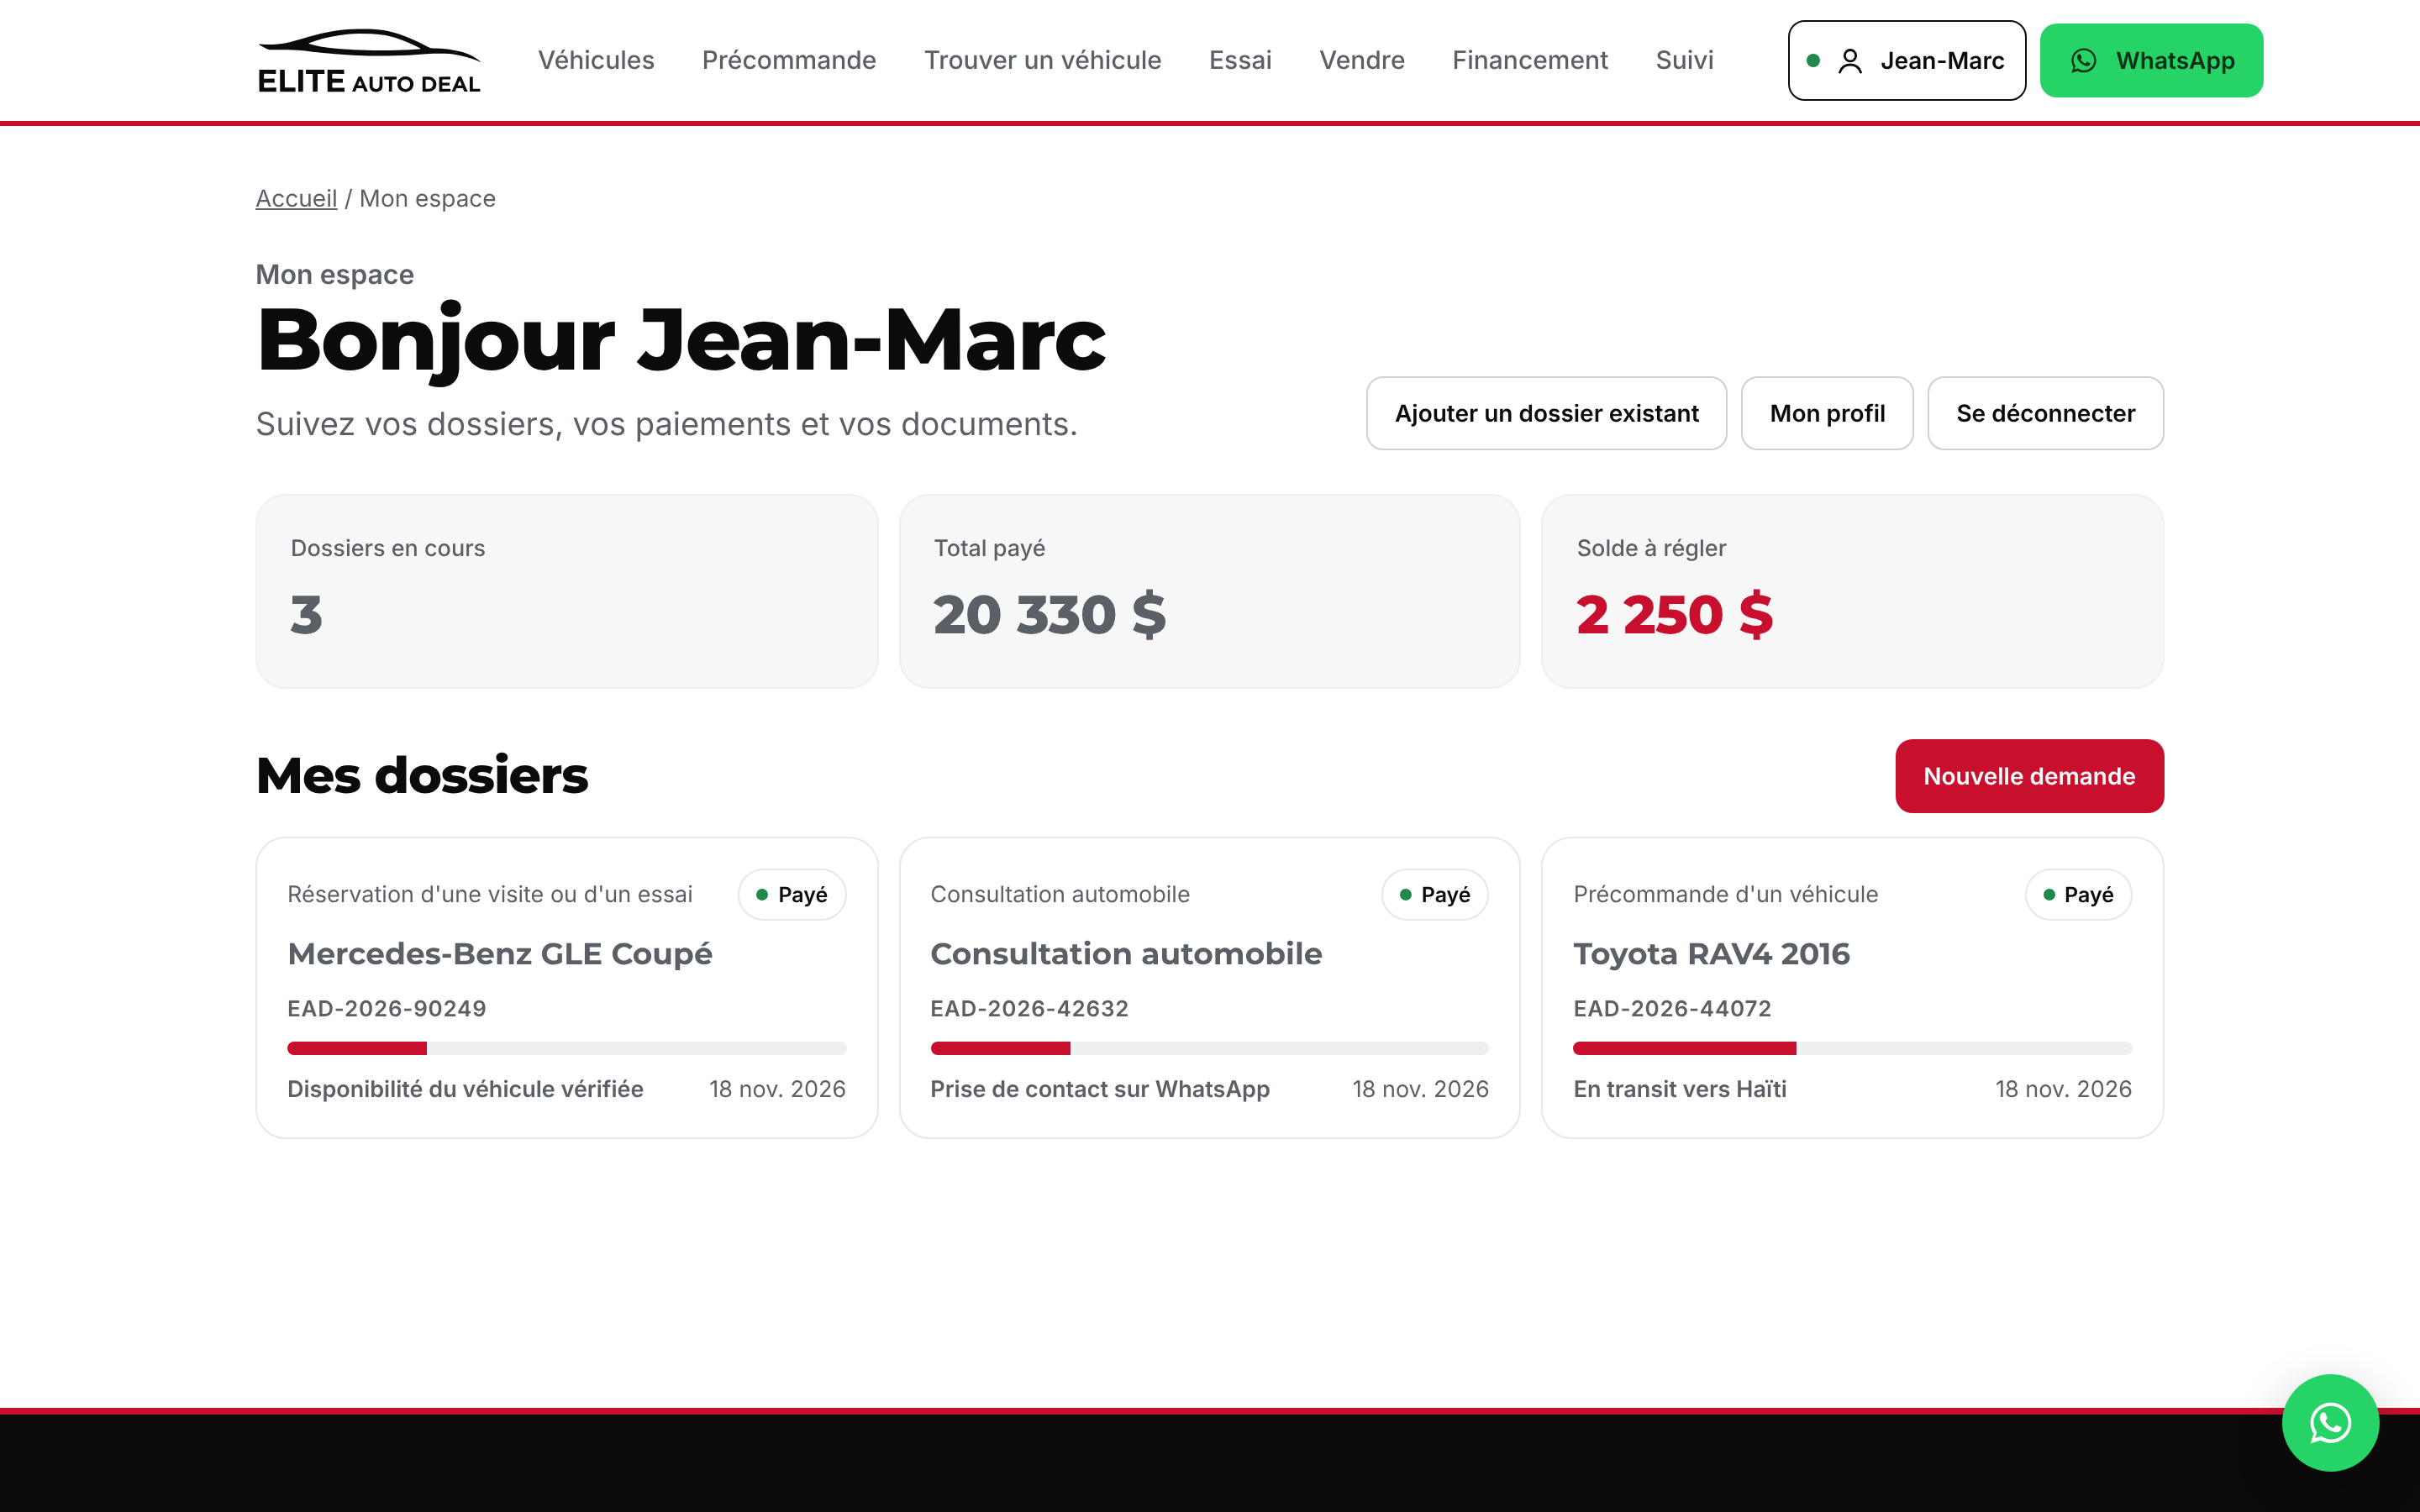 ELITE AUTO DEAL
Véhicules
Précommande
Trouver un véhicule
Essai
Vendre
Financement
Suivi
Jean-Marc
WhatsApp
Accueil / Mon espace
Mon espace
Bonjour Jean-Marc
Suivez vos dossiers, vos paiements et vos documents.
Ajouter un dossier existant
Mon profil
Se déconnecter
Dossiers en cours
3
Total payé
20 330 $
Solde à régler
2 250 $
Mes dossiers
Nouvelle demande
Réservation d'une visite ou d'un essai
Payé
Mercedes-Benz GLE Coupé
EAD-2026-90249
Disponibilité du véhicule vérifiée
18 nov. 2026
Consultation automobile
Payé
Consultation automobile
EAD-2026-42632
Prise de contact sur WhatsApp
18 nov. 2026
Précommande d'un véhicule
Payé
Toyota RAV4 2016
EAD-2026-44072
En transit vers Haïti
18 nov. 2026